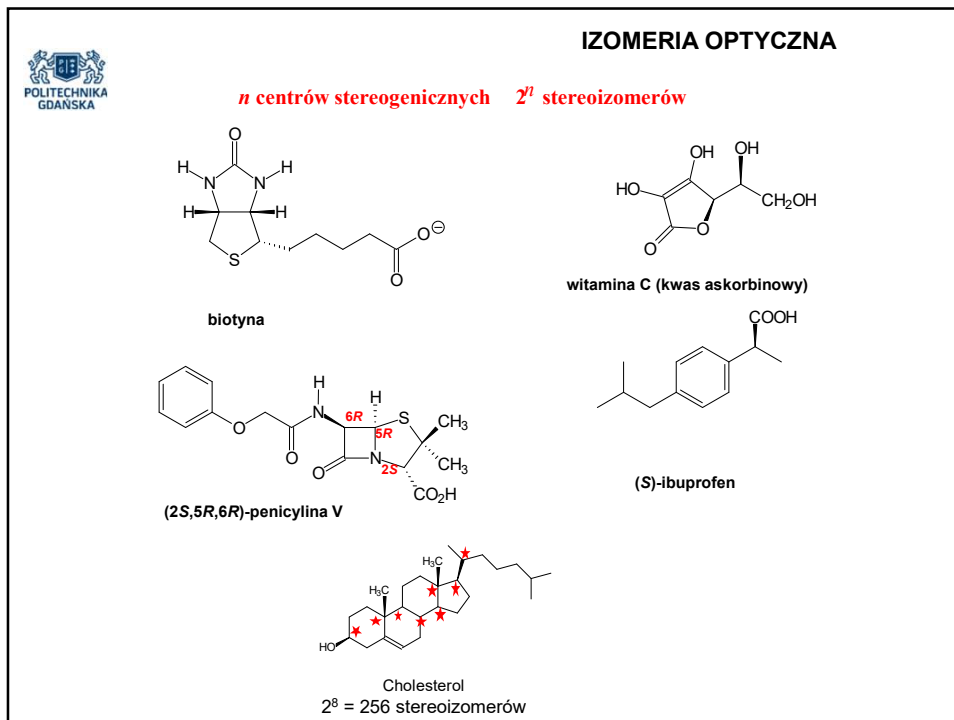 IZOMERIA OPTYCZNA
POLITECHNIKA
GDAŃSKA
n centrów stereogenicznych 2ⁿ stereoizomerów
O
H N N H
H H
S
O⊖
O
biotyna
OH OH
HO
CH₂OH
O O
witamina C (kwas askorbinowy)
COOH
(S)-ibuprofen
H
N H
6R S CH₃
O 5R
O CH₃
O N 2S
CO₂H
(2S,5R,6R)-penicylina V
H₃C
H₃C
HO
Cholesterol
2⁸ = 256 stereoizomerów